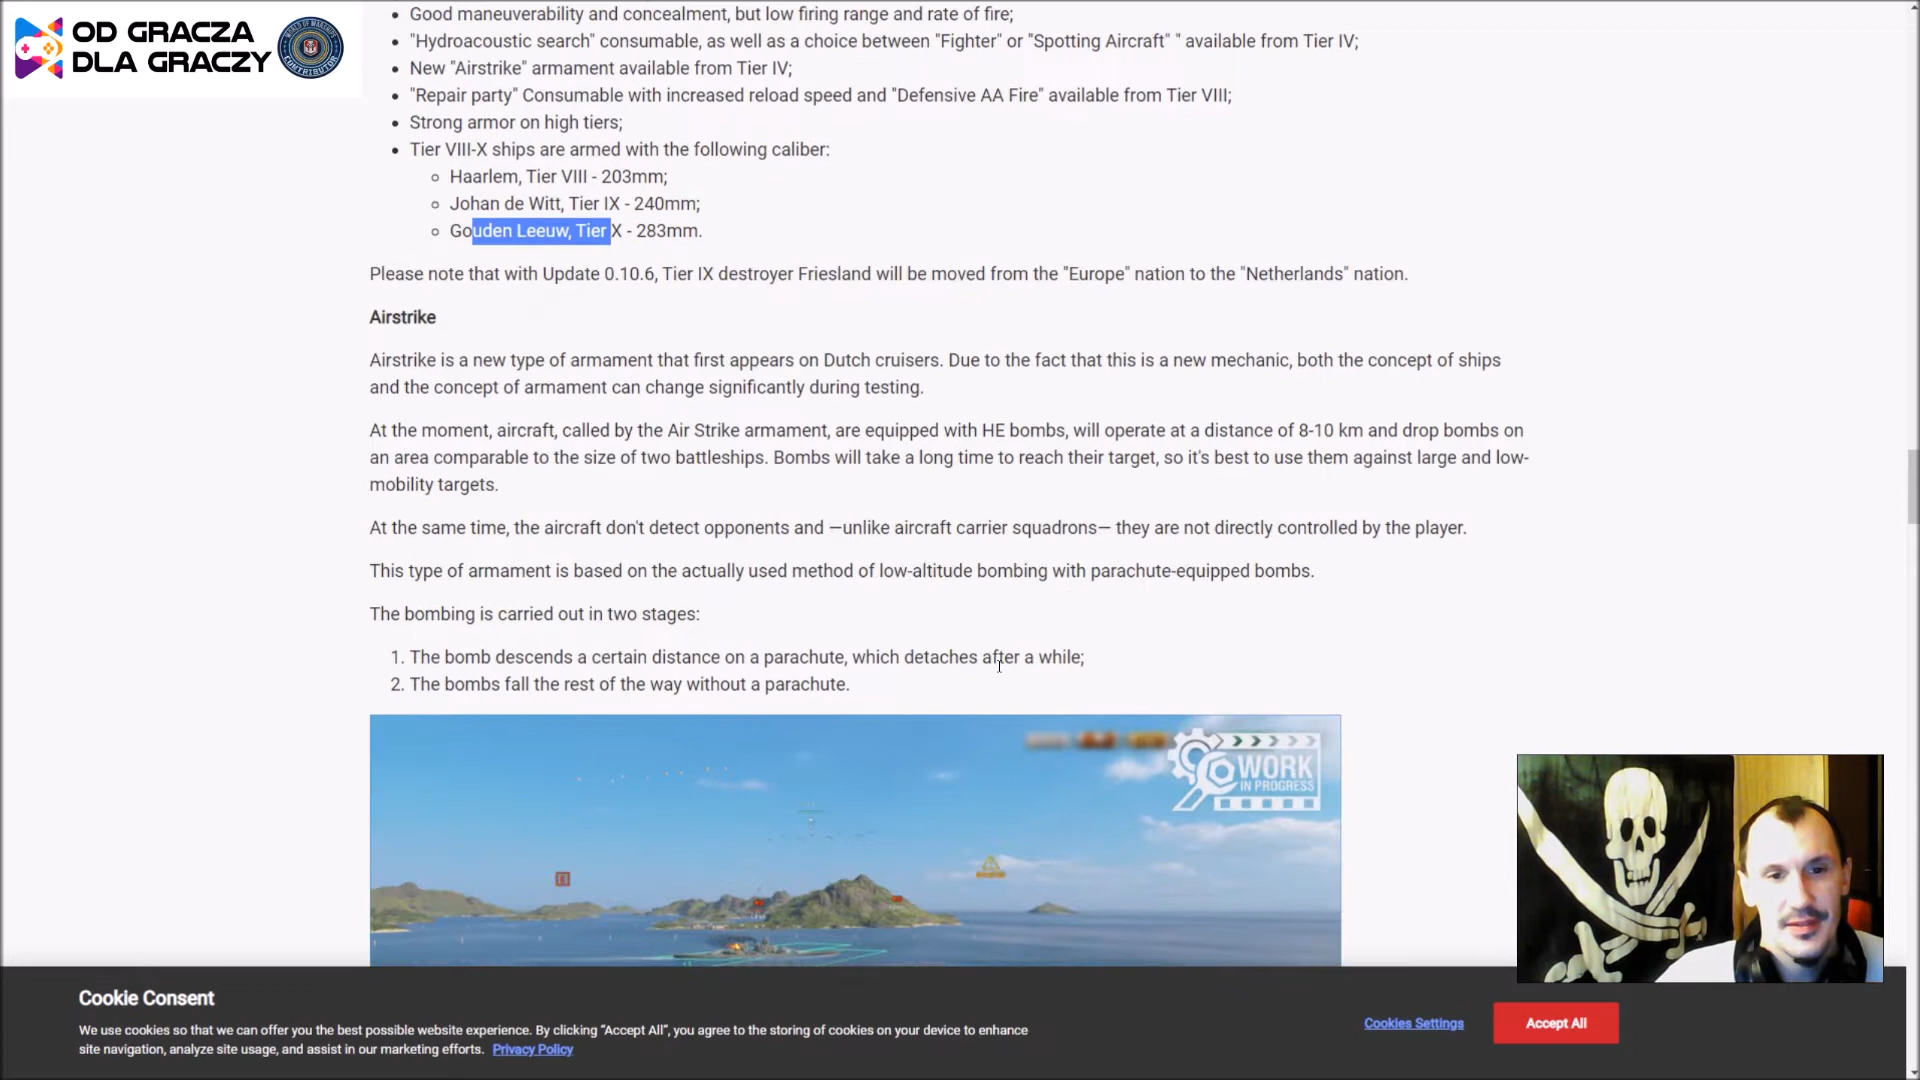 OD GRACZA
DLA GRACZY
WORLD OF WARSHIPS
CONTRIBUTOR
Good maneuverability and concealment, but low firing range and rate of fire;
"Hydroacoustic search" consumable, as well as a choice between "Fighter" or "Spotting Aircraft" " available from Tier IV;
New "Airstrike" armament available from Tier IV;
"Repair party" Consumable with increased reload speed and "Defensive AA Fire" available from Tier VIII;
Strong armor on high tiers;
Tier VIII-X ships are armed with the following caliber:
Haarlem, Tier VIII - 203mm;
Johan de Witt, Tier IX - 240mm;
Gouden Leeuw, Tier X - 283mm.
Please note that with Update 0.10.6, Tier IX destroyer Friesland will be moved from the "Europe" nation to the "Netherlands" nation.
Airstrike
Airstrike is a new type of armament that first appears on Dutch cruisers. Due to the fact that this is a new mechanic, both the concept of ships
and the concept of armament can change significantly during testing.
At the moment, aircraft, called by the Air Strike armament, are equipped with HE bombs, will operate at a distance of 8-10 km and drop bombs on
an area comparable to the size of two battleships. Bombs will take a long time to reach their target, so it's best to use them against large and low-
mobility targets.
At the same time, the aircraft don't detect opponents and —unlike aircraft carrier squadrons— they are not directly controlled by the player.
This type of armament is based on the actually used method of low-altitude bombing with parachute-equipped bombs.
The bombing is carried out in two stages:
1. The bomb descends a certain distance on a parachute, which detaches after a while;
2. The bombs fall the rest of the way without a parachute.
WORK
IN PROGRESS
Cookie Consent
We use cookies so that we can offer you the best possible website experience. By clicking “Accept All”, you agree to the storing of cookies on your device to enhance
site navigation, analyze site usage, and assist in our marketing efforts. Privacy Policy
Cookies Settings
Accept All